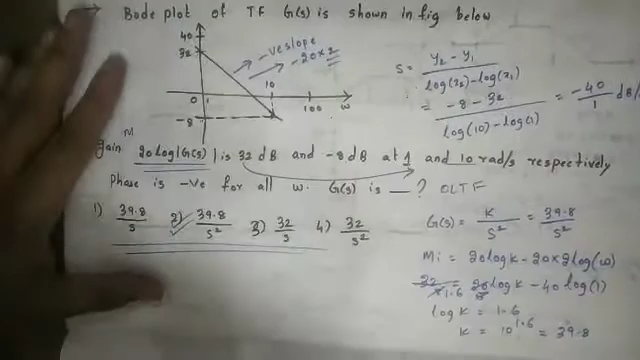 → Bode plot of TF G(s) is shown in fig below
40
32
0
1
10
100
w
-8
-ve slope
-20×2
S = (y₂ - y₁) / (log(x₂) - log(x₁))
= (-8 - 32) / (log(10) - log(1)) = -40/1 dB/
gain M 20log|G(s)| is 32 dB and -8 dB at 1 and 10 rad/s respectively
Phase is -ve for all w. G(s) is __ ? OLTF
1) 39.8/s 2) 39.8/s² 3) 32/s 4) 32/s²
G(s) = K/s² = 39.8/s²
Mi = 20logk - 20×2log(w)
32 = 20logk - 40log(1)
1.6
log k = 1.6
k = 10^1.6 = 39.8